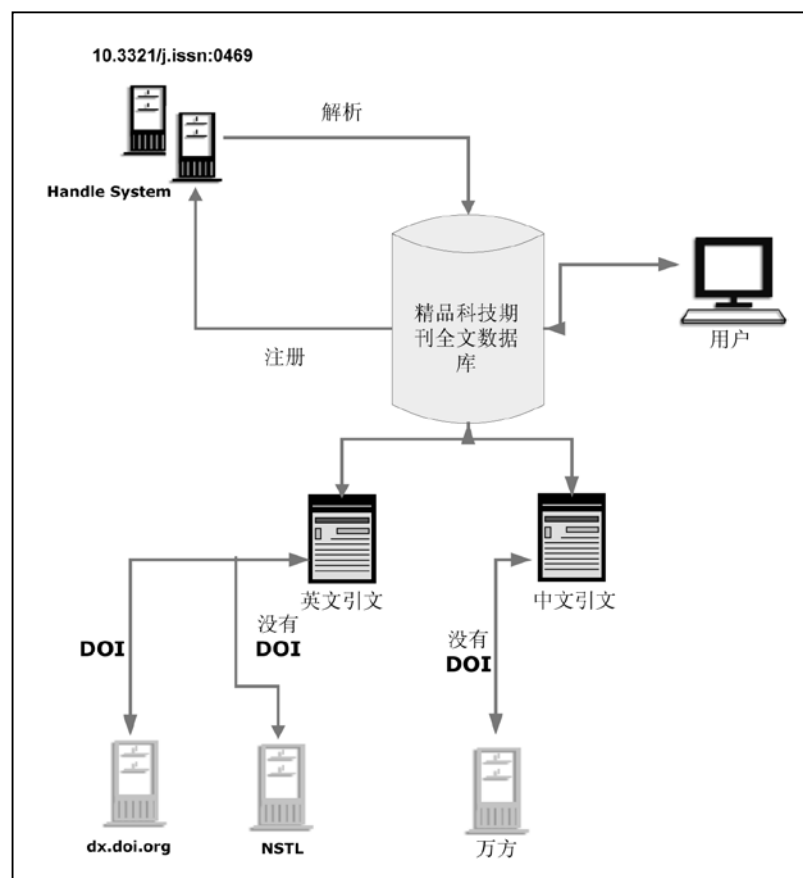 10.3321/j.issn:0469
解析
Handle System
精品科技期
刊全文数据
库
注册
用户
英文引文
中文引文
没有
DOI
DOI
没有
DOI
dx.doi.org
NSTL
万方